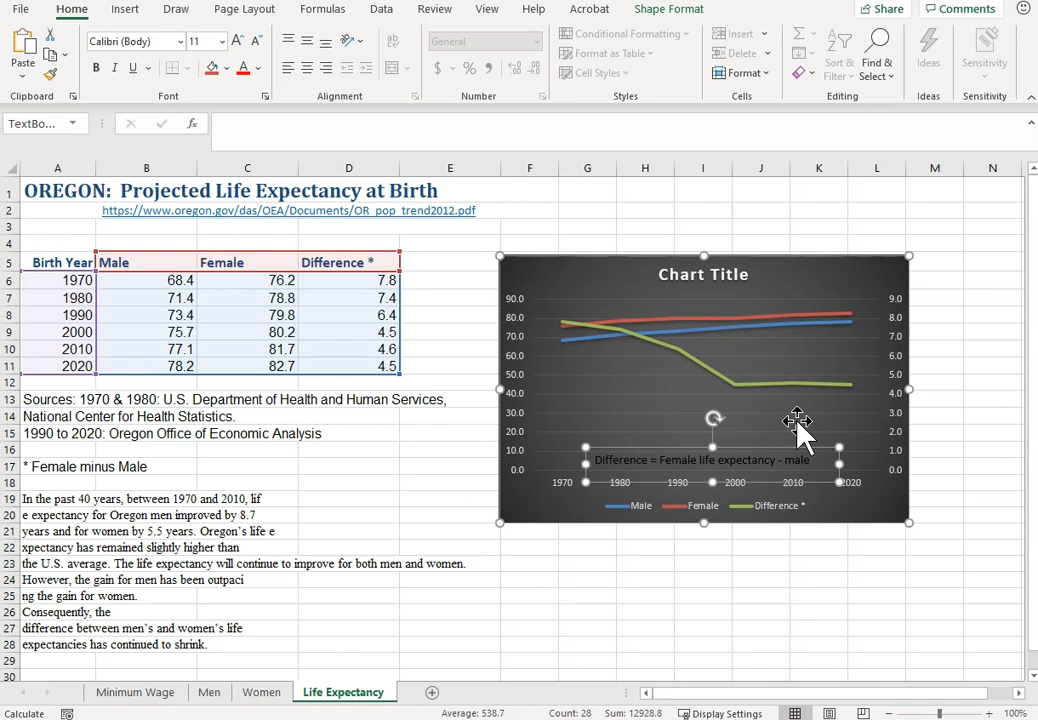 File Home Insert Draw Page Layout Formulas Data Review View Help Acrobat Shape Format Share Comments
Paste
Calibri (Body) 11 A^ A˅ ab General Conditional Formatting Insert Σ
B I U A $ % 9 Format as Table Delete Sort & Filter Find & Select Ideas Sensitivity
Cell Styles Format
Clipboard Font Alignment Number Styles Cells Editing Ideas Sensitivity
TextBo... fx
A B C D E F G H I J K L M N
1 OREGON: Projected Life Expectancy at Birth
2 https://www.oregon.gov/das/OEA/Documents/OR_pop_trend2012.pdf
3
4
5 Birth Year Male Female Difference *
6 1970 68.4 76.2 7.8
7 1980 71.4 78.8 7.4
8 1990 73.4 79.8 6.4
9 2000 75.7 80.2 4.5
10 2010 77.1 81.7 4.6
11 2020 78.2 82.7 4.5
12
13 Sources: 1970 & 1980: U.S. Department of Health and Human Services,
14 National Center for Health Statistics.
15 1990 to 2020: Oregon Office of Economic Analysis
16
17 * Female minus Male
18
19 In the past 40 years, between 1970 and 2010, lif
20 e expectancy for Oregon men improved by 8.7
21 years and for women by 5.5 years. Oregon's life e
22 xpectancy has remained slightly higher than
23 the U.S. average. The life expectancy will continue to improve for both men and women.
24 However, the gain for men has been outpaci
25 ng the gain for women.
26 Consequently, the
27 difference between men's and women's life
28 expectancies has continued to shrink.
29
30
Chart Title
90.0 9.0
80.0 8.0
70.0 7.0
60.0 6.0
50.0 5.0
40.0 4.0
30.0 3.0
20.0 2.0
10.0 1.0
Difference = Female life expectancy - male
0.0 0.0
1970 1980 1990 2000 2010 2020
Male Female Difference *
Minimum Wage Men Women Life Expectancy
Calculate Average: 538.7 Count: 28 Sum: 12928.8 Display Settings 100%